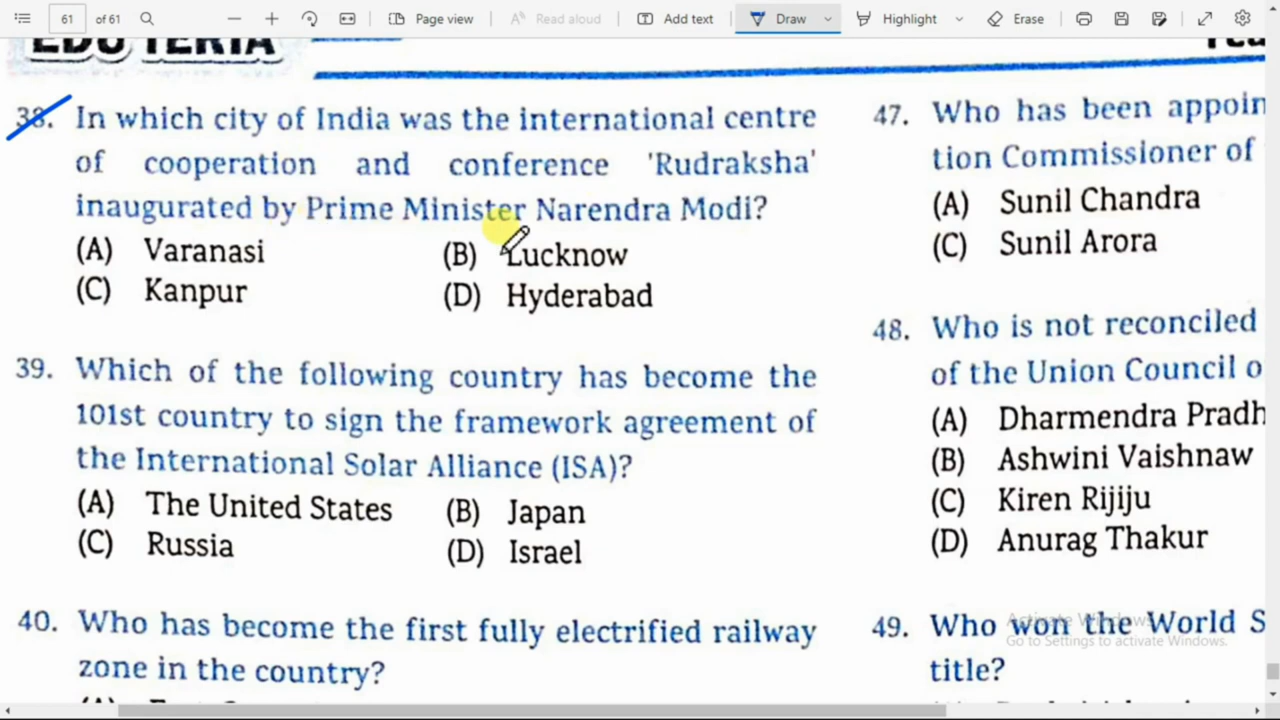 61 of 61 Page view Read aloud Add text Draw Highlight Erase
EDUTERIA
38. In which city of India was the international centre
of cooperation and conference 'Rudraksha'
inaugurated by Prime Minister Narendra Modi?
(A) Varanasi (B) Lucknow
(C) Kanpur (D) Hyderabad
39. Which of the following country has become the
101st country to sign the framework agreement of
the International Solar Alliance (ISA)?
(A) The United States (B) Japan
(C) Russia (D) Israel
40. Who has become the first fully electrified railway
zone in the country?
(A)
47. Who has been appoin
tion Commissioner of
(A) Sunil Chandra
(C) Sunil Arora
48. Who is not reconciled
of the Union Council o
(A) Dharmendra Pradh
(B) Ashwini Vaishnaw
(C) Kiren Rijiju
(D) Anurag Thakur
49. Who won the World S
title?
Activate Windows
Go to Settings to activate Windows.